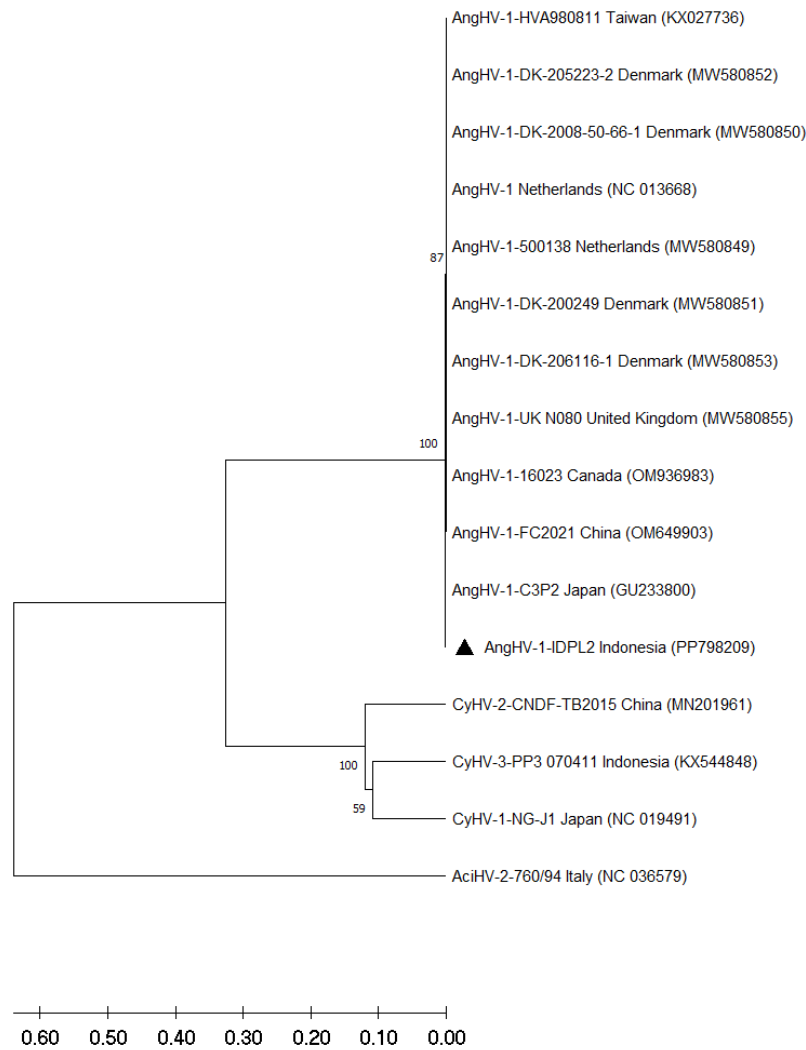 AngHV-1-HVA980811 Taiwan (KX027736)
AngHV-1-DK-205223-2 Denmark (MW580852)
AngHV-1-DK-2008-50-66-1 Denmark (MW580850)
AngHV-1 Netherlands (NC 013668)
AngHV-1-500138 Netherlands (MW580849)
87
AngHV-1-DK-200249 Denmark (MW580851)
AngHV-1-DK-206116-1 Denmark (MW580853)
AngHV-1-UK N080 United Kingdom (MW580855)
100
AngHV-1-16023 Canada (OM936983)
AngHV-1-FC2021 China (OM649903)
AngHV-1-C3P2 Japan (GU233800)
AngHV-1-IDPL2 Indonesia (PP798209)
CyHV-2-CNDF-TB2015 China (MN201961)
100
CyHV-3-PP3 070411 Indonesia (KX544848)
59
CyHV-1-NG-J1 Japan (NC 019491)
AciHV-2-760/94 Italy (NC 036579)
0.60 0.50 0.40 0.30 0.20 0.10 0.00